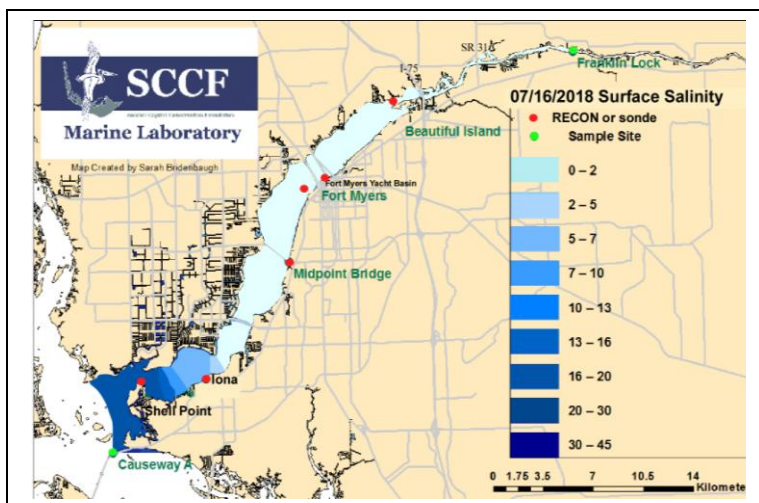 SCCF
Marine Laboratory
Map Created by Sarah Bridenbaugh
I-75
SR 31
Franklin Lock
07/16/2018 Surface Salinity
RECON or sonde
Sample Site
Beautiful Island
Fort Myers Yacht Basin
Fort Myers
Midpoint Bridge
Iona
Shell Point
Causeway A
0 – 2
2 – 5
5 – 7
7 – 10
10 – 13
13 – 16
16 – 20
20 – 30
30 – 45
0 1.75 3.5 7 10.5 14
Kilomete